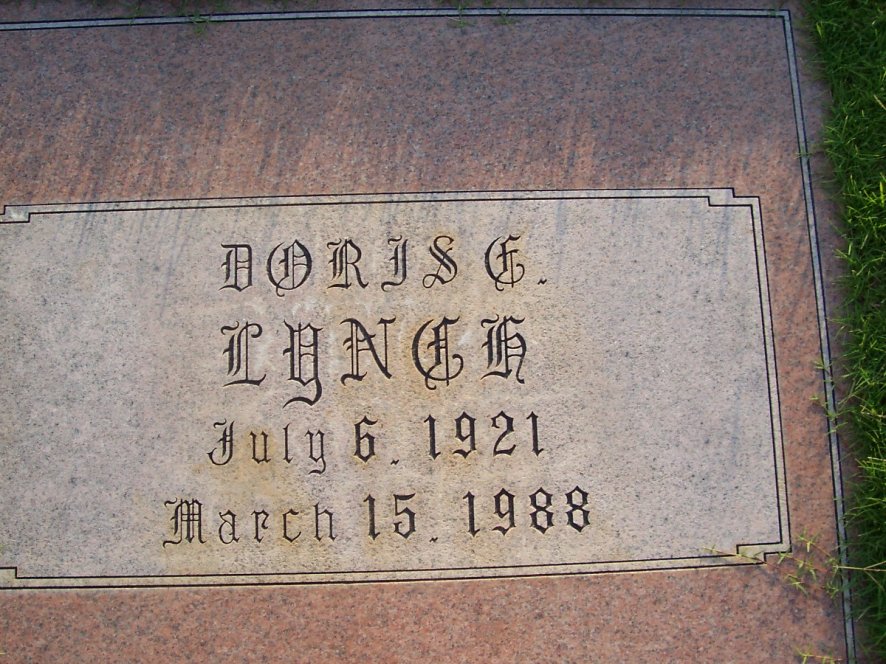 DORIS E.
LYNCH
July 6, 1921
March 15, 1988